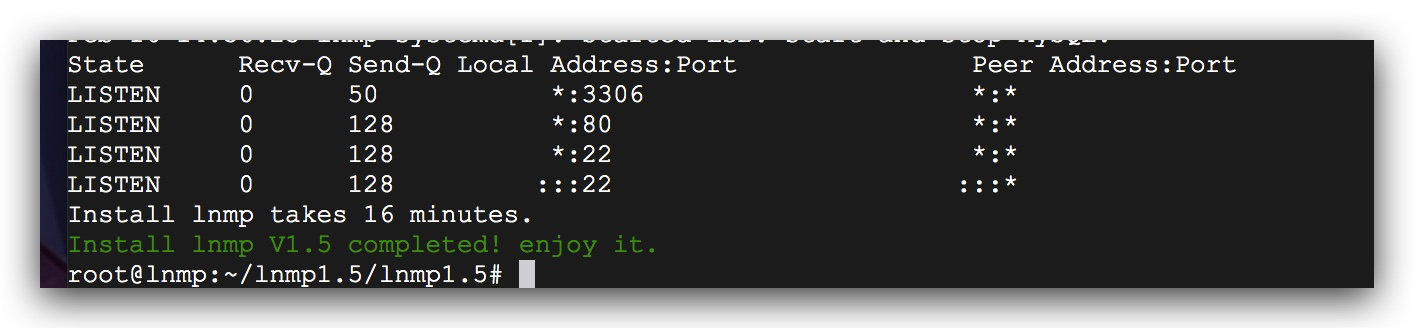 State Recv-Q Send-Q Local Address:Port Peer Address:Port
LISTEN 0 50 *:3306 *:*
LISTEN 0 128 *:80 *:*
LISTEN 0 128 *:22 *:*
LISTEN 0 128 :::22 :::*
Install lnmp takes 16 minutes.
Install lnmp V1.5 completed! enjoy it.
root@lnmp:~/lnmp1.5/lnmp1.5#